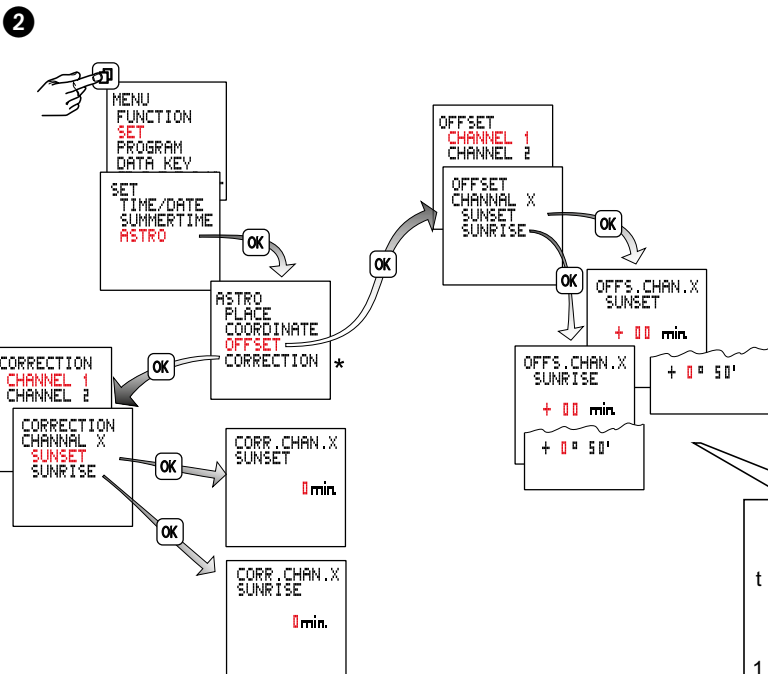 2
MENU
FUNCTION
SET
PROGRAM
DATA KEY
SET
TIME/DATE
SUMMERTIME
ASTRO
OK
ASTRO
PLACE
COORDINATE
OFFSET
CORRECTION *
OK
OFFSET
CHANNEL 1
CHANNEL 2
OFFSET
CHANNAL X
SUNSET
SUNRISE
OK
OK
OFFS.CHAN.X
SUNSET
+ 00 min.
+ 0° 50'
OFFS.CHAN.X
SUNRISE
+ 00 min.
+ 0° 50'
OK
CORRECTION
CHANNEL 1
CHANNEL 2
CORRECTION
CHANNAL X
SUNSET
SUNRISE
OK
CORR.CHAN.X
SUNSET
0min.
OK
CORR.CHAN.X
SUNRISE
0min.
t
1